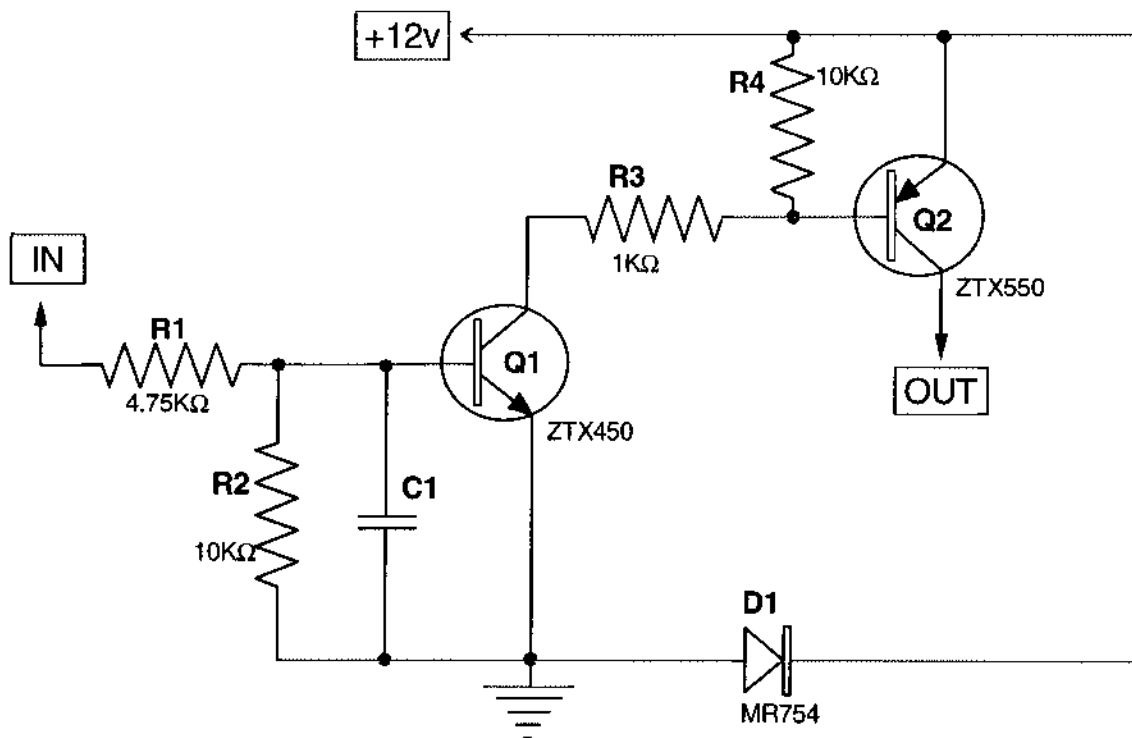 +12v
R4
10KΩ
R3
1KΩ
Q2
ZTX550
IN
R1
4.75KΩ
Q1
ZTX450
OUT
R2
10KΩ
C1
D1
MR754